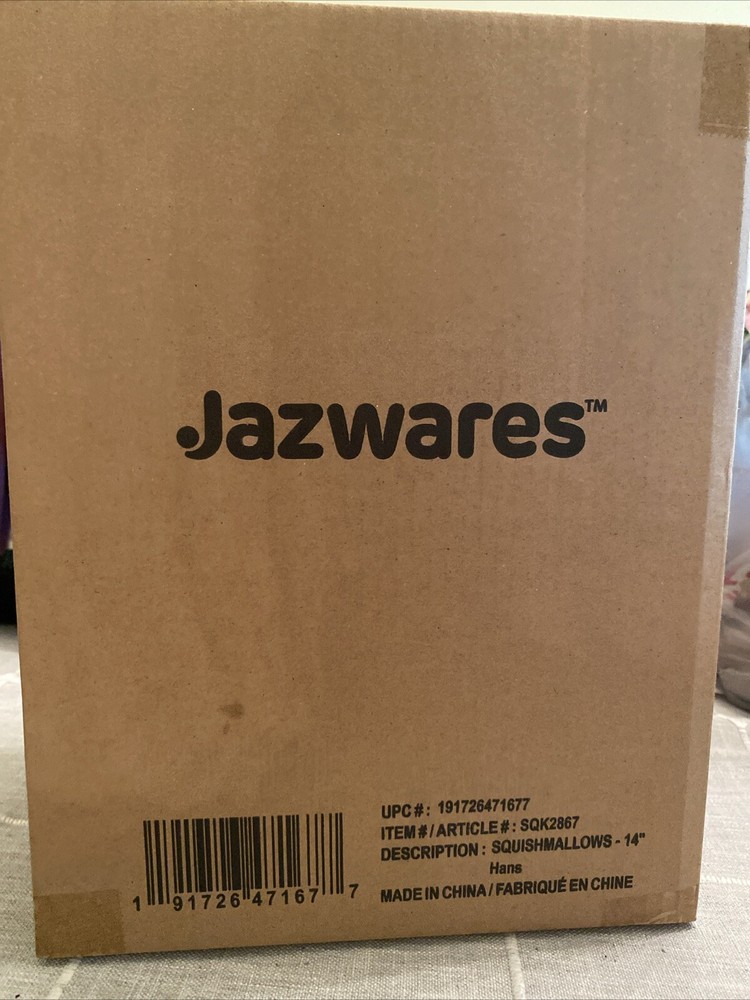 Jazwares™
UPC #: 191726471677
ITEM # / ARTICLE # : SQK2867
DESCRIPTION : SQUISHMALLOWS - 14"
Hans
MADE IN CHINA / FABRIQUÉ EN CHINE
1 91726 47167 7